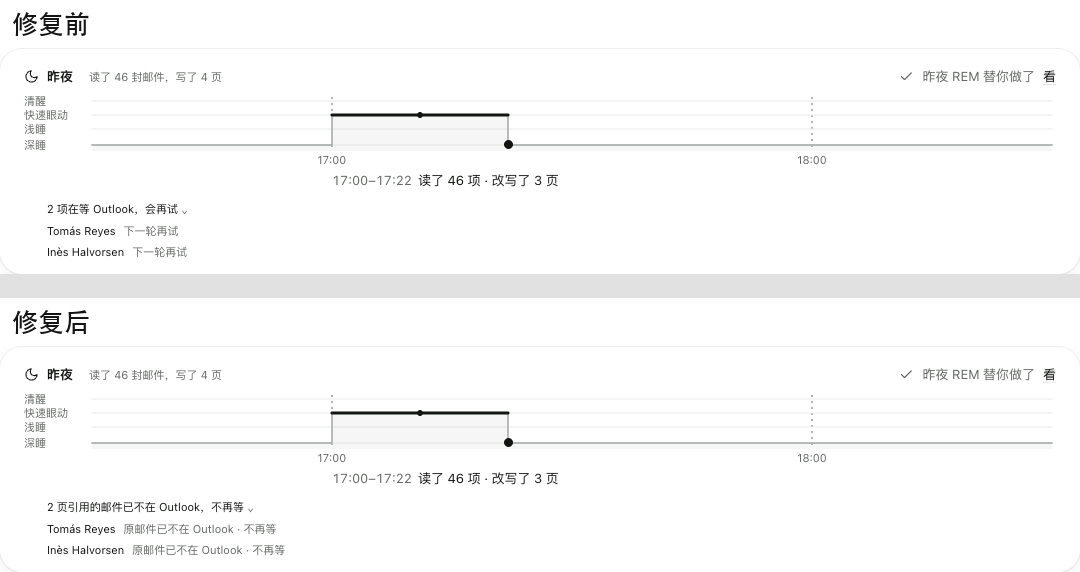 修复前
昨夜 读了 46 封邮件，写了 4 页 昨夜 REM 替你做了 看
清醒
快速眼动
浅睡
深睡
17:00 18:00
17:00–17:22 读了 46 项 · 改写了 3 页
2 项在等 Outlook，会再试
Tomás Reyes 下一轮再试
Inès Halvorsen 下一轮再试
修复后
昨夜 读了 46 封邮件，写了 4 页 昨夜 REM 替你做了 看
清醒
快速眼动
浅睡
深睡
17:00 18:00
17:00–17:22 读了 46 项 · 改写了 3 页
2 页引用的邮件已不在 Outlook，不再等
Tomás Reyes 原邮件已不在 Outlook · 不再等
Inès Halvorsen 原邮件已不在 Outlook · 不再等